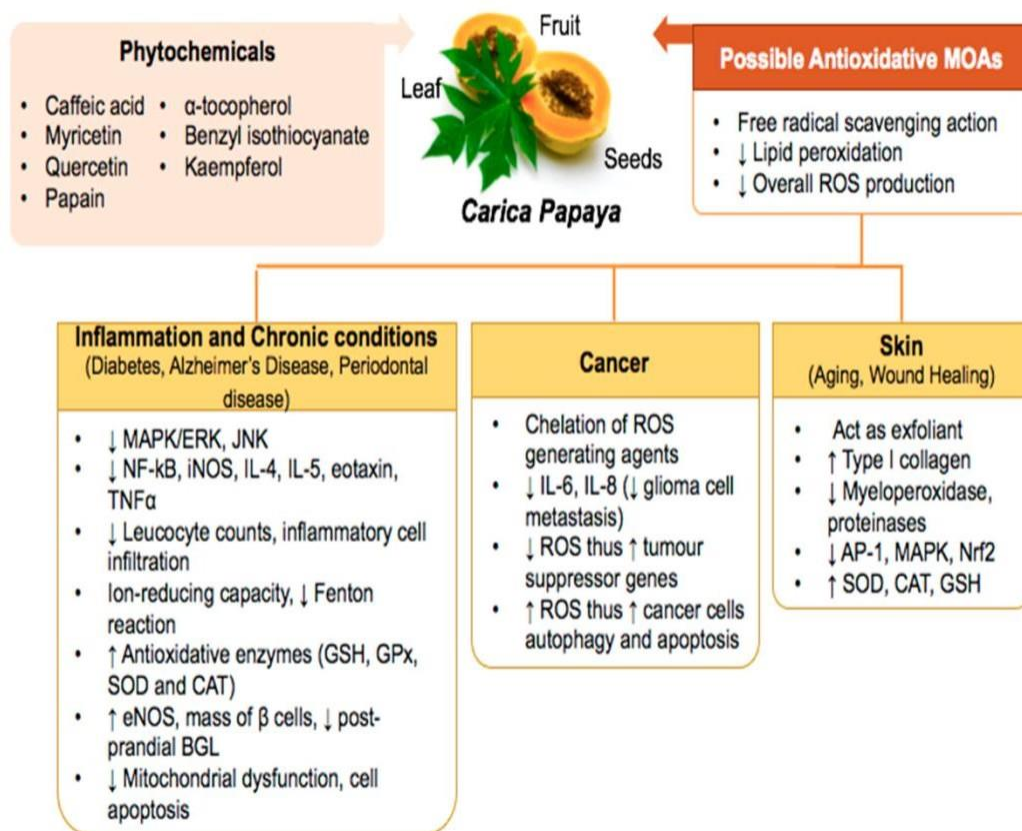 Phytochemicals
• Caffeic acid • α-tocopherol
• Myricetin • Benzyl isothiocyanate
• Quercetin • Kaempferol
• Papain
Fruit
Leaf
Seeds
Carica Papaya
Possible Antioxidative MOAs
• Free radical scavenging action
• ↓ Lipid peroxidation
• ↓ Overall ROS production
Inflammation and Chronic conditions
(Diabetes, Alzheimer's Disease, Periodontal
disease)
• ↓ MAPK/ERK, JNK
• ↓ NF-kB, iNOS, IL-4, IL-5, eotaxin,
TNFα
• ↓ Leucocyte counts, inflammatory cell
infiltration
• Ion-reducing capacity, ↓ Fenton
reaction
• ↑ Antioxidative enzymes (GSH, GPx,
SOD and CAT)
• ↑ eNOS, mass of β cells, ↓ post-
prandial BGL
• ↓ Mitochondrial dysfunction, cell
apoptosis
Cancer
• Chelation of ROS
generating agents
• ↓ IL-6, IL-8 (↓ glioma cell
metastasis)
• ↓ ROS thus ↑ tumour
suppressor genes
• ↑ ROS thus ↑ cancer cells
autophagy and apoptosis
Skin
(Aging, Wound Healing)
• Act as exfoliant
• ↑ Type I collagen
• ↓ Myeloperoxidase,
proteinases
• ↓ AP-1, MAPK, Nrf2
• ↑ SOD, CAT, GSH